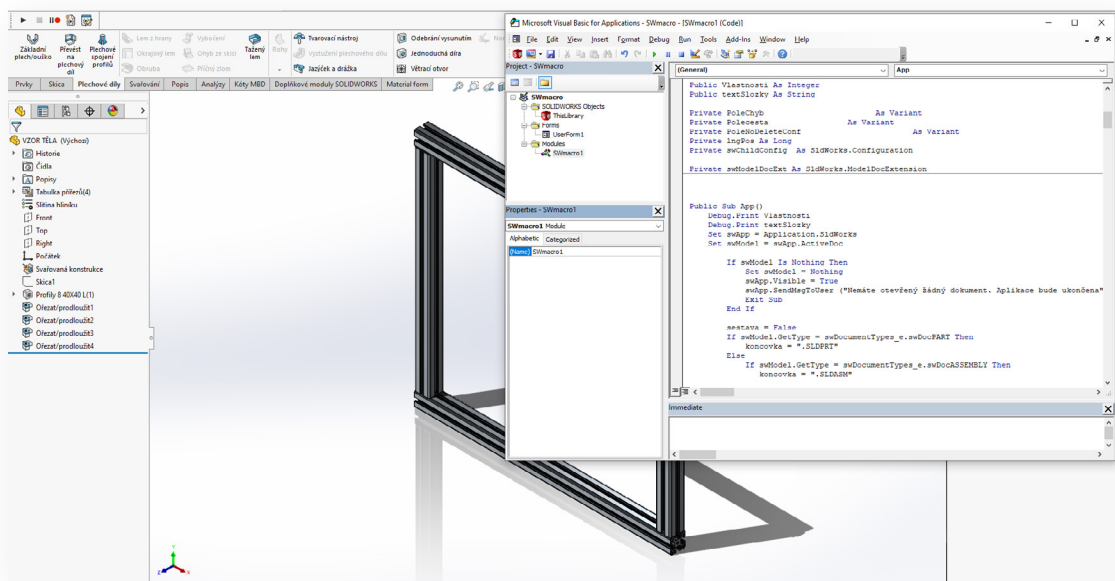 Základní plech/ouško
Převést na plechový díl
Plechové spojení profilů
Lem z hrany
Okrajový lem
Obruba
Vybočení
Ohyb ze skici
Příčný zlom
Tažený lem
Rohy
Tvarovací nástroj
Vyztužení plechového dílu
Jazýček a drážka
Odebrání vysunutím
Jednoduchá díra
Větrací otvor
Prvky Skica Plechové díly Svařování Popis Analýzy Kóty MBD Doplňkové moduly SOLIDWORKS Material form
VZOR TĚLA (Výchozí)
Historie
Čidla
Popisy
Tabulka přířezů(4)
Slitina hliníku
Front
Top
Right
Počátek
Svařovaná konstrukce
Skica1
Profily 8 40X40 L(1)
Ořezat/prodloužit1
Ořezat/prodloužit2
Ořezat/prodloužit3
Ořezat/prodloužit4
Microsoft Visual Basic for Applications - SWmacro - [SWmacro1 (Code)]
File Edit View Insert Format Debug Run Tools Add-Ins Window Help
Project - SWmacro
SWmacro
SOLIDWORKS Objects
ThisLibrary
Forms
UserForm1
Modules
SWmacro1
Properties - SWmacro1
SWmacro1 Module
Alphabetic Categorized
(Name) SWmacro1
(General) App
Public Vlastnosti As Integer
Public textSlozky As String
Private PoleChyb As Variant
Private Polecesta As Variant
Private PoleNoDeleteConf As Variant
Private lngPos As Long
Private swChildConfig As SldWorks.Configuration
Private swModelDocExt As SldWorks.ModelDocExtension
Public Sub App()
Debug.Print Vlastnosti
Debug.Print textSlozky
Set swApp = Application.SldWorks
Set swModel = swApp.ActiveDoc
If swModel Is Nothing Then
Set swModel = Nothing
swApp.Visible = True
swApp.SendMsgToUser ("Nemáte otevřený žádný dokument. Aplikace bude ukončena"
Exit Sub
End If
sestava = False
If swModel.GetType = swDocumentTypes_e.swDocPART Then
koncovka = ".SLDPRT"
Else
If swModel.GetType = swDocumentTypes_e.swDocASSEMBLY Then
koncovka = ".SLDASM"
Immediate